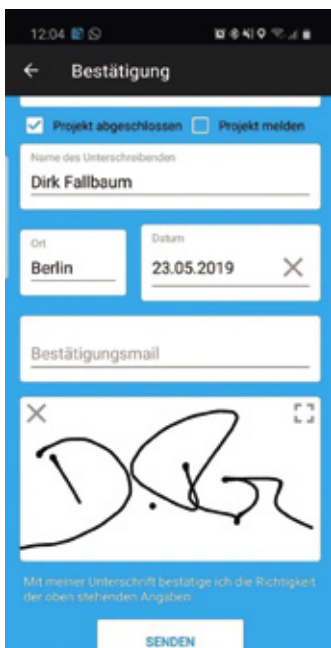 12:04
Bestätigung
Projekt abgeschlossen Projekt melden
Name des Unterschreibenden
Dirk Fallbaum
Ort
Berlin
Datum
23.05.2019
Bestätigungsmail
Mit meiner Unterschrift bestätige ich die Richtigkeit
der oben stehenden Angaben
SENDEN